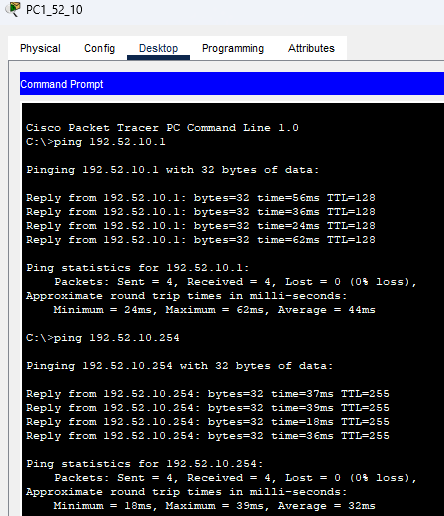 PC1_52_10
Physical Config Desktop Programming Attributes
Command Prompt
Cisco Packet Tracer PC Command Line 1.0
C:\>ping 192.52.10.1
Pinging 192.52.10.1 with 32 bytes of data:
Reply from 192.52.10.1: bytes=32 time=56ms TTL=128
Reply from 192.52.10.1: bytes=32 time=36ms TTL=128
Reply from 192.52.10.1: bytes=32 time=24ms TTL=128
Reply from 192.52.10.1: bytes=32 time=62ms TTL=128
Ping statistics for 192.52.10.1:
Packets: Sent = 4, Received = 4, Lost = 0 (0% loss),
Approximate round trip times in milli-seconds:
Minimum = 24ms, Maximum = 62ms, Average = 44ms
C:\>ping 192.52.10.254
Pinging 192.52.10.254 with 32 bytes of data:
Reply from 192.52.10.254: bytes=32 time=37ms TTL=255
Reply from 192.52.10.254: bytes=32 time=39ms TTL=255
Reply from 192.52.10.254: bytes=32 time=18ms TTL=255
Reply from 192.52.10.254: bytes=32 time=36ms TTL=255
Ping statistics for 192.52.10.254:
Packets: Sent = 4, Received = 4, Lost = 0 (0% loss),
Approximate round trip times in milli-seconds:
Minimum = 18ms, Maximum = 39ms, Average = 32ms